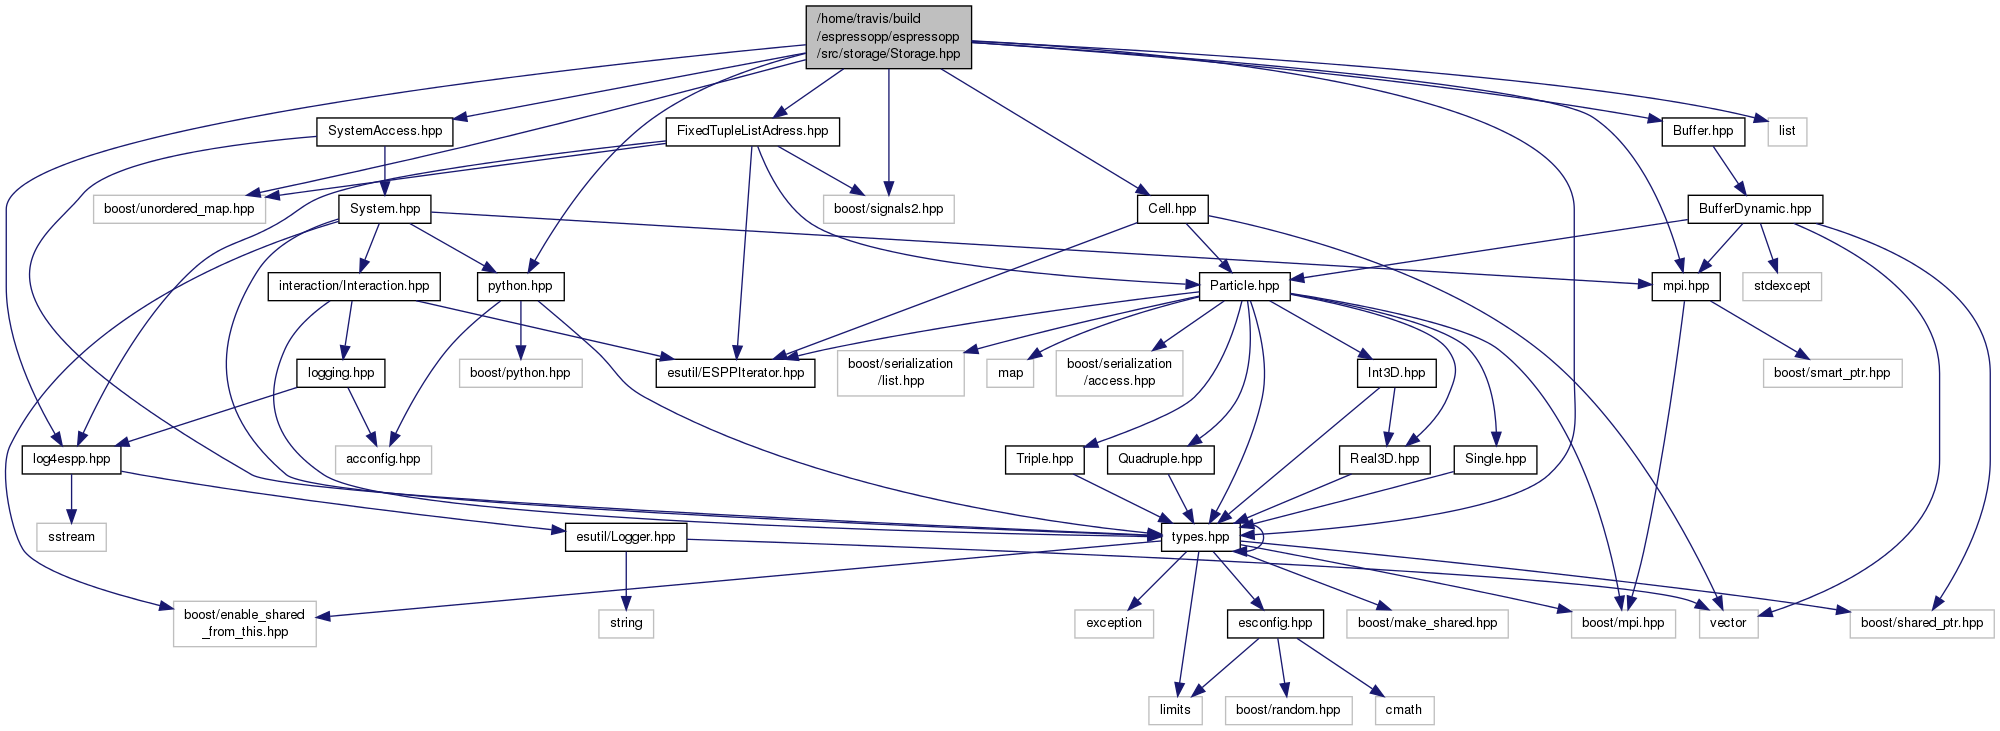 /home/travis/build
/espressopp/espressopp
/src/storage/Storage.hpp
SystemAccess.hpp
FixedTupleListAdress.hpp
Buffer.hpp
list
boost/unordered_map.hpp
System.hpp
boost/signals2.hpp
Cell.hpp
BufferDynamic.hpp
interaction/Interaction.hpp
python.hpp
Particle.hpp
mpi.hpp
stdexcept
logging.hpp
boost/python.hpp
esutil/ESPPIterator.hpp
boost/serialization
/list.hpp
map
boost/serialization
/access.hpp
Int3D.hpp
boost/smart_ptr.hpp
log4espp.hpp
acconfig.hpp
Triple.hpp
Quadruple.hpp
Real3D.hpp
Single.hpp
sstream
esutil/Logger.hpp
types.hpp
boost/enable_shared
_from_this.hpp
string
exception
esconfig.hpp
boost/make_shared.hpp
boost/mpi.hpp
vector
boost/shared_ptr.hpp
limits
boost/random.hpp
cmath